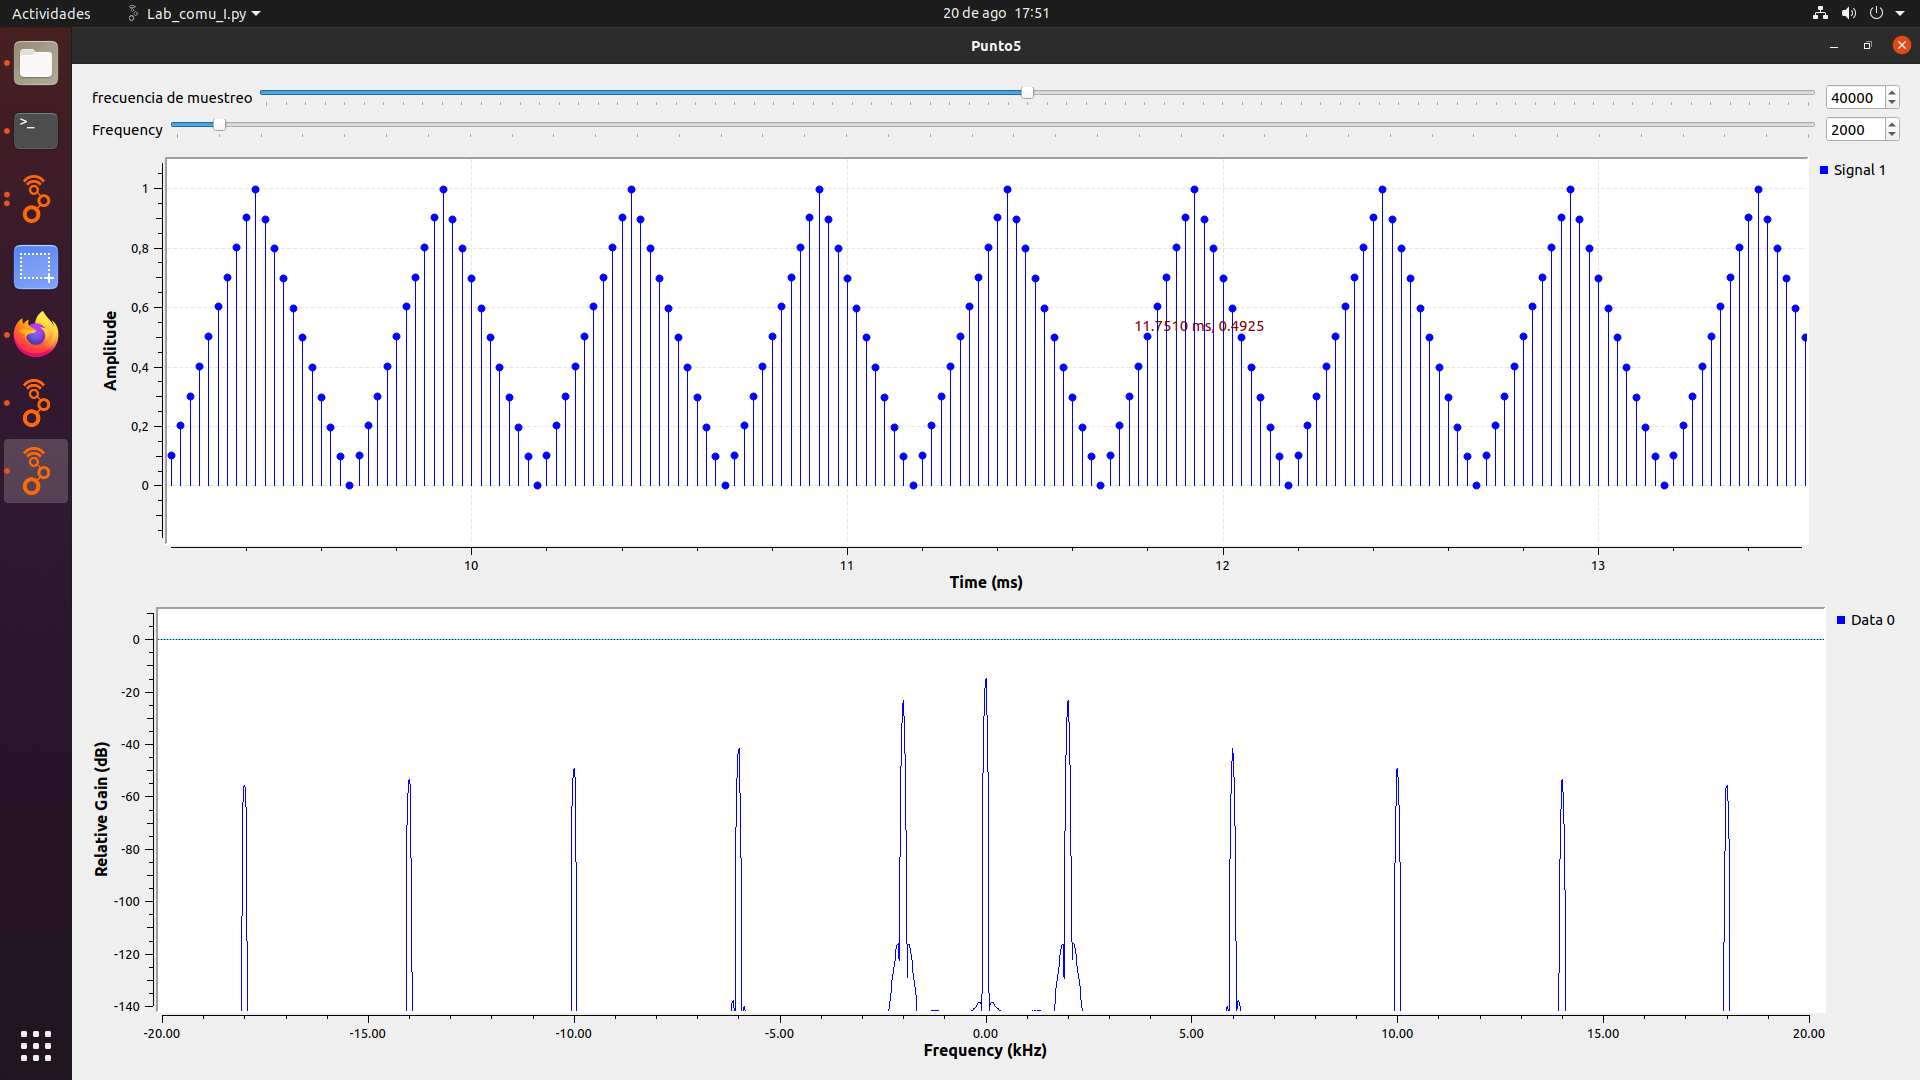 Actividades
Lab_comu_I.py
20 de ago 17:51
Punto5
frecuencia de muestreo
40000
Frequency
2000
Signal 1
1
0,8
0,6
0,4
0,2
0
Amplitude
11.7510 ms, 0.4925
10
11
12
13
Time (ms)
Data 0
0
-20
-40
-60
-80
-100
-120
-140
Relative Gain (dB)
-20.00
-15.00
-10.00
-5.00
0.00
5.00
10.00
15.00
20.00
Frequency (kHz)